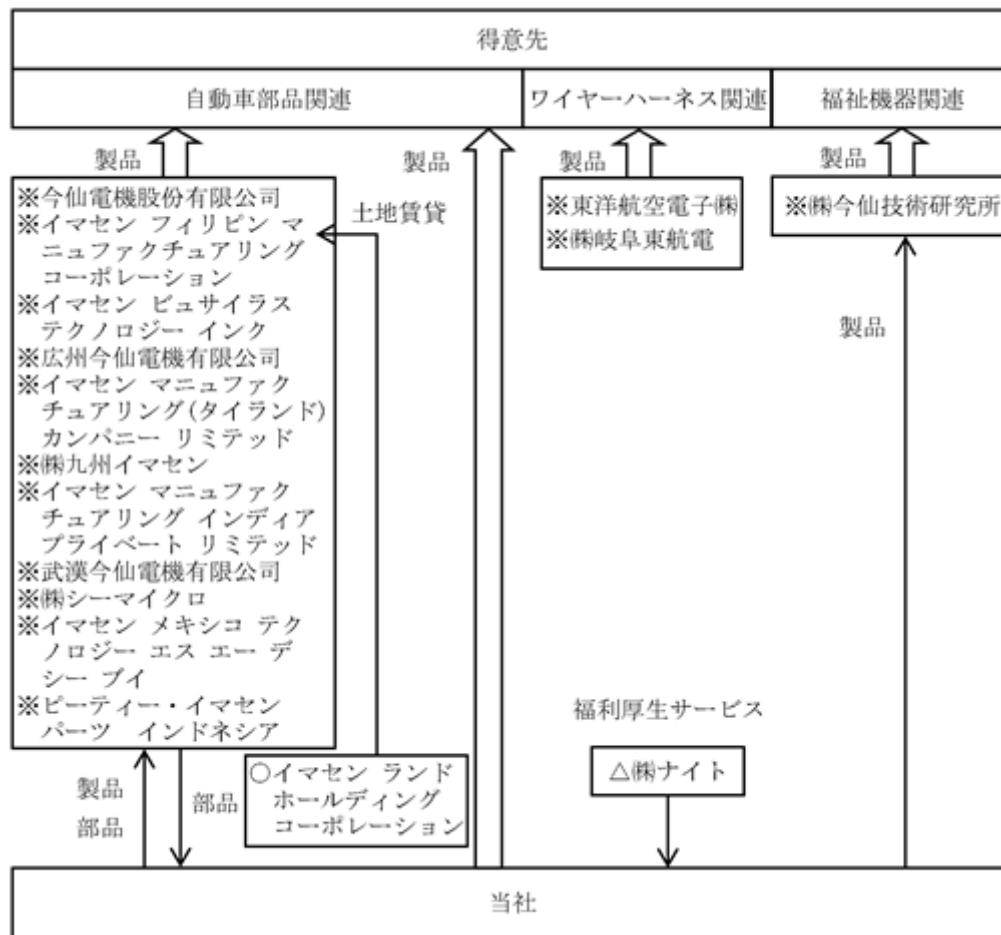 得意先
自動車部品関連
ワイヤーハーネス関連
福祉機器関連
製品
製品
製品
製品
※今仙電機股份有限公司
※イマセン フィリピン マ
ニュファクチュアリング
コーポレーション
※イマセン ビュサイラス
テクノロジー インク
※広州今仙電機有限公司
※イマセン マニュファク
チュアリング(タイランド)
カンパニー リミテッド
※㈱九州イマセン
※イマセン マニュファク
チュアリング インディア
プライベート リミテッド
※武漢今仙電機有限公司
※㈱シーマイクロ
※イマセン メキシコ テク
ノロジー エス エー デ
シー ブイ
※ピーティー・イマセン
パーツ　インドネシア
土地賃貸
※東洋航空電子㈱
※㈱岐阜東航電
※㈱今仙技術研究所
製品
福利厚生サービス
△㈱ナイト
○イマセン ランド
ホールディング
コーポレーション
製品
部品
部品
当社